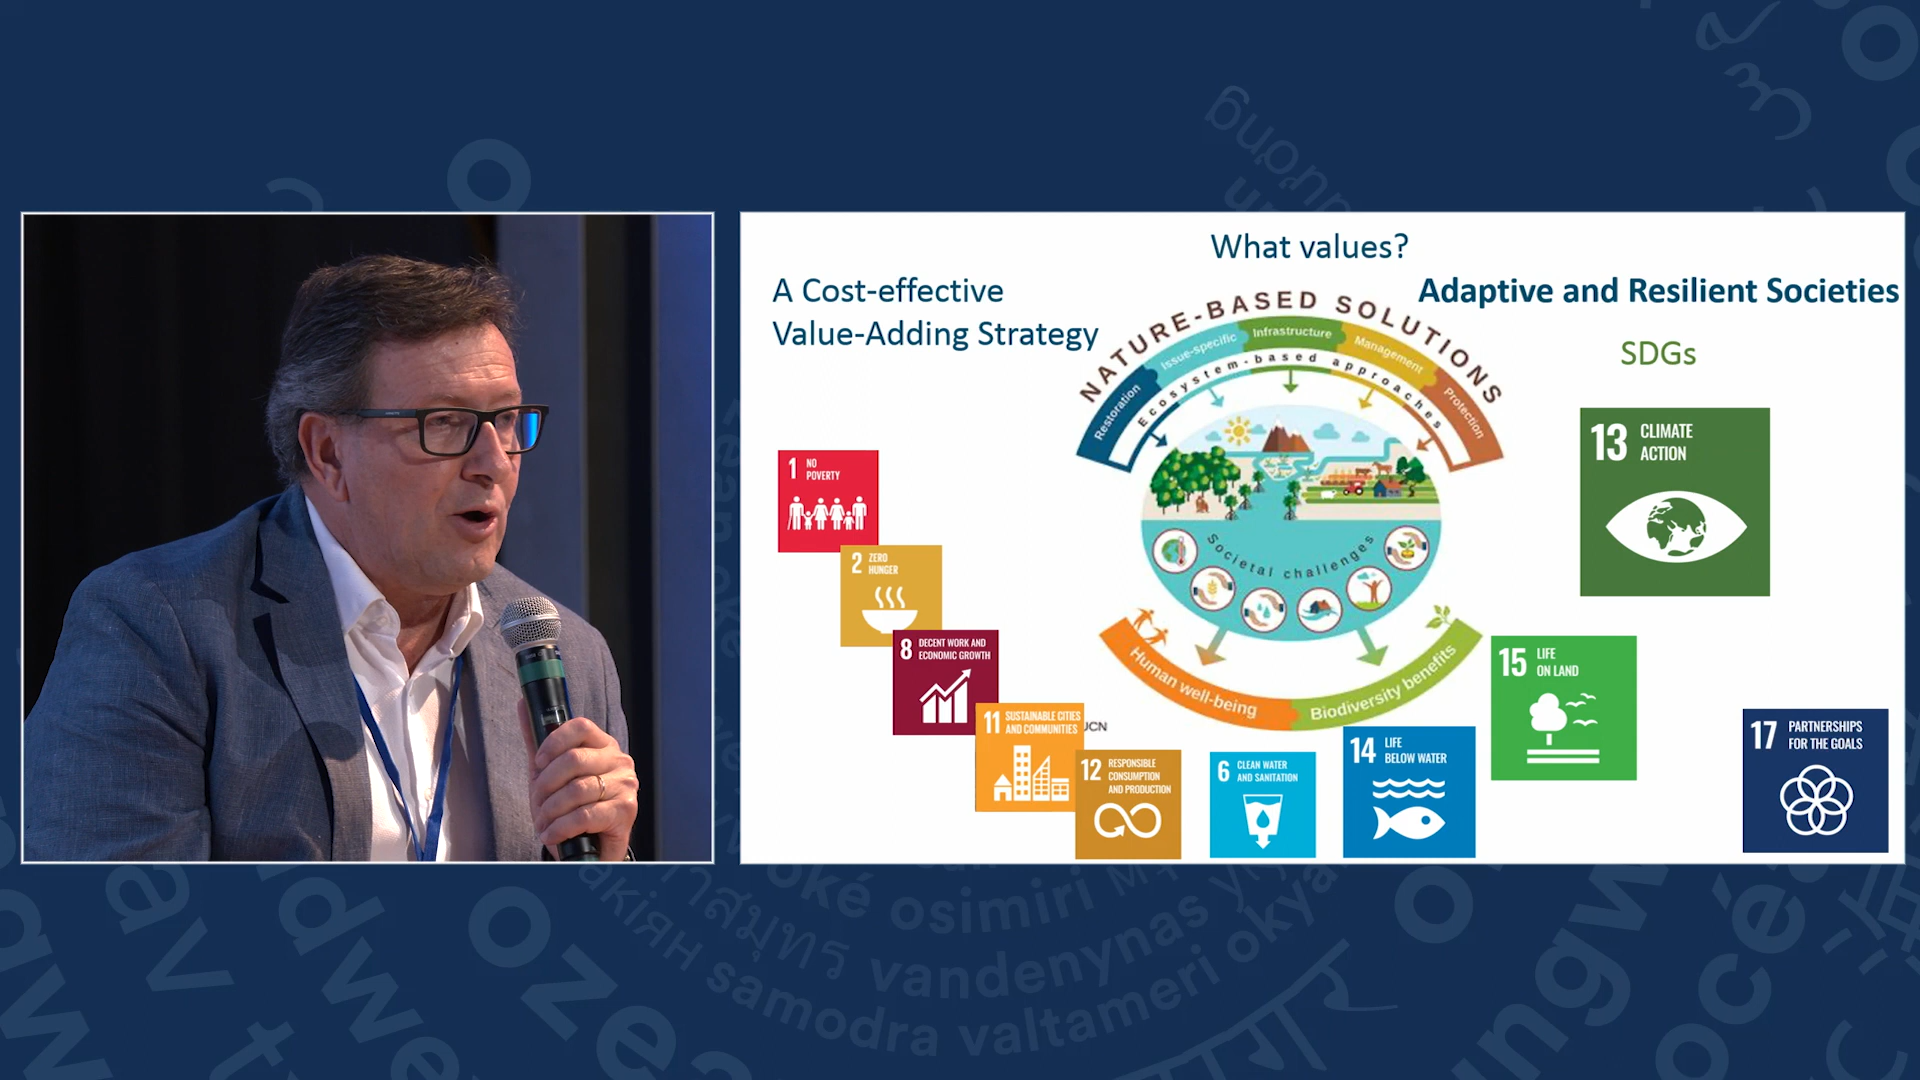 What values?
A Cost-effective
Value-Adding Strategy
Adaptive and Resilient Societies
SDGs
NATURE-BASED SOLUTIONS
Restoration
Issue-specific
Infrastructure
Management
Protection
Ecosystem-based approaches
Societal challenges
Human well-being
Biodiversity benefits
1 NO
POVERTY
2 ZERO
HUNGER
8 DECENT WORK AND
ECONOMIC GROWTH
11 SUSTAINABLE CITIES
AND COMMUNITIES
12 RESPONSIBLE
CONSUMPTION
AND PRODUCTION
6 CLEAN WATER
AND SANITATION
14 LIFE
BELOW WATER
15 LIFE
ON LAND
13 CLIMATE
ACTION
17 PARTNERSHIPS
FOR THE GOALS
osimiri
vandenynas
samodra valtameri